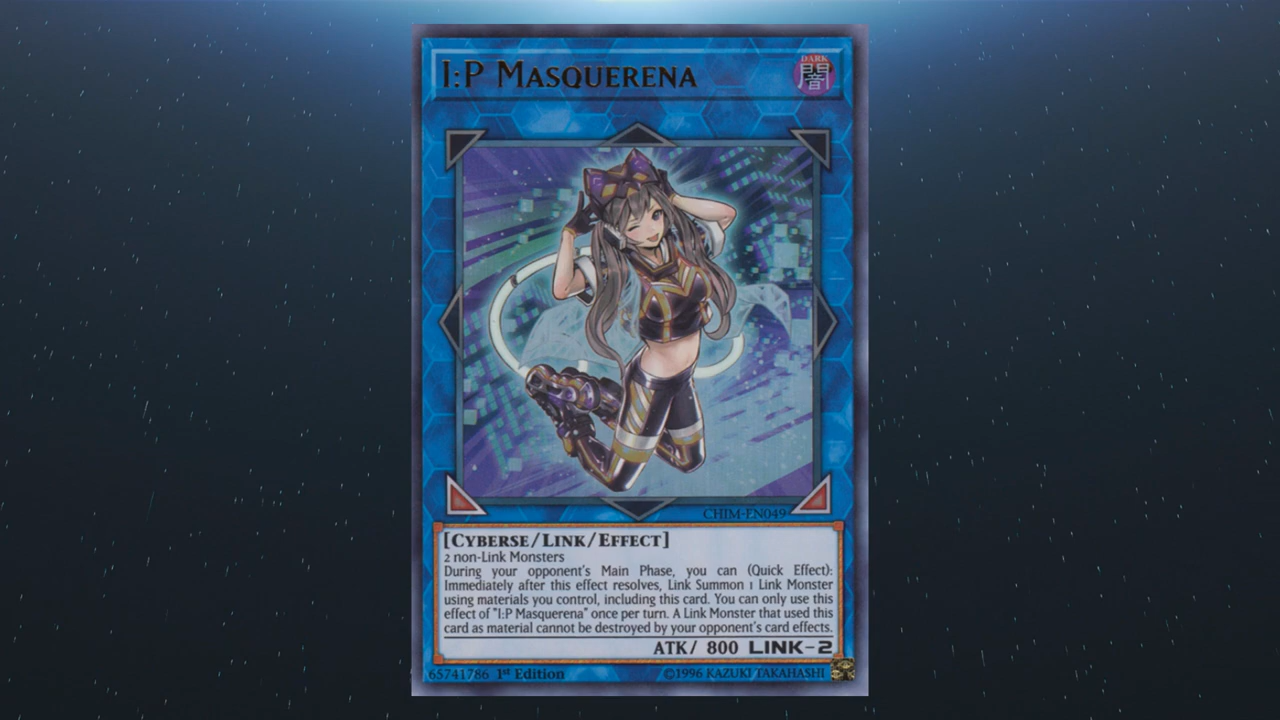 I:P Masquerena
DARK
闇
CHIM-EN049
[Cyberse/Link/Effect]
2 non-Link Monsters
During your opponent's Main Phase, you can (Quick Effect):
Immediately after this effect resolves, Link Summon 1 Link Monster
using materials you control, including this card. You can only use this
effect of "I:P Masquerena" once per turn. A Link Monster that used this
card as material cannot be destroyed by your opponent's card effects.
ATK/ 800 LINK-2
65741786 1st Edition ©1996 KAZUKI TAKAHASHI